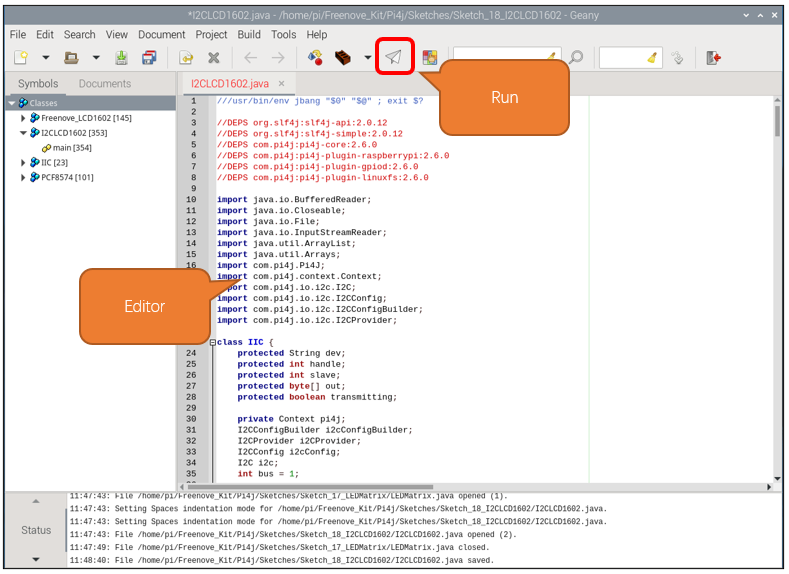 *I2CLCD1602.java - /home/pi/Freenove_Kit/Pi4j/Sketches/Sketch_18_I2CLCD1602 - Geany
File Edit Search View Document Project Build Tools Help
Run
Symbols Documents
I2CLCD1602.java ×
Classes
Freenove_LCD1602 [145]
I2CLCD1602 [353]
main [354]
IIC [23]
PCF8574 [101]
1 ///usr/bin/env jbang "$0" "$@" ; exit $?
2
3 //DEPS org.slf4j:slf4j-api:2.0.12
4 //DEPS org.slf4j:slf4j-simple:2.0.12
5 //DEPS com.pi4j:pi4j-core:2.6.0
6 //DEPS com.pi4j:pi4j-plugin-raspberrypi:2.6.0
7 //DEPS com.pi4j:pi4j-plugin-gpiod:2.6.0
8 //DEPS com.pi4j:pi4j-plugin-linuxfs:2.6.0
9
10 import java.io.BufferedReader;
11 import java.io.Closeable;
12 import java.io.File;
13 import java.io.InputStreamReader;
14 import java.util.ArrayList;
15 import java.util.Arrays;
16 import com.pi4j.Pi4J;
import com.pi4j.context.Context;
import com.pi4j.io.i2c.I2C;
import com.pi4j.io.i2c.I2CConfig;
import com.pi4j.io.i2c.I2CConfigBuilder;
import com.pi4j.io.i2c.I2CProvider;
class IIC {
24 protected String dev;
25 protected int handle;
26 protected int slave;
27 protected byte[] out;
28 protected boolean transmitting;
29
30 private Context pi4j;
31 I2CConfigBuilder i2cConfigBuilder;
32 I2CProvider i2CProvider;
33 I2CConfig i2cConfig;
34 I2C i2c;
35 int bus = 1;
Editor
Status
11:47:43: File /home/pi/Freenove_Kit/Pi4j/Sketches/Sketch_17_LEDMatrix/LEDMatrix.java opened (1).
11:47:43: Setting Spaces indentation mode for /home/pi/Freenove_Kit/Pi4j/Sketches/Sketch_18_I2CLCD1602/I2CLCD1602.java.
11:47:43: Setting Spaces indentation mode for /home/pi/Freenove_Kit/Pi4j/Sketches/Sketch_18_I2CLCD1602/I2CLCD1602.java.
11:47:43: File /home/pi/Freenove_Kit/Pi4j/Sketches/Sketch_18_I2CLCD1602/I2CLCD1602.java opened (2).
11:47:49: File /home/pi/Freenove_Kit/Pi4j/Sketches/Sketch_17_LEDMatrix/LEDMatrix.java closed.
11:48:40: File /home/pi/Freenove_Kit/Pi4j/Sketches/Sketch_18_I2CLCD1602/I2CLCD1602.java saved.